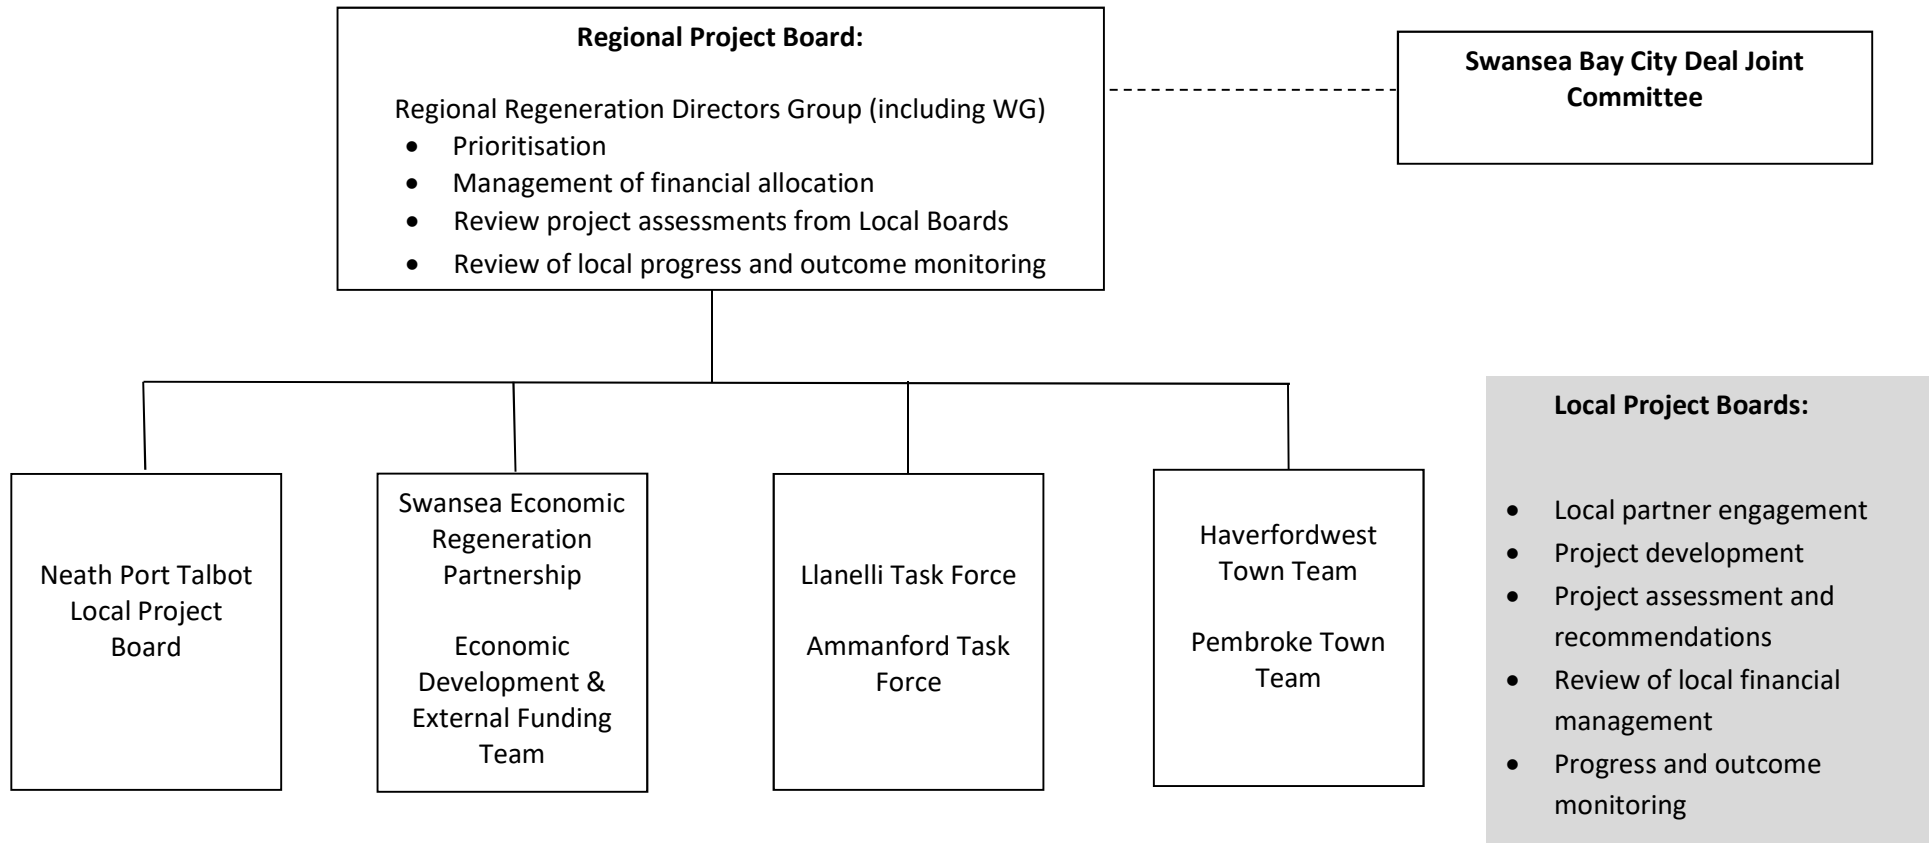 Regional Project Board:
Regional Regeneration Directors Group (including WG)
• Prioritisation
• Management of financial allocation
• Review project assessments from Local Boards
• Review of local progress and outcome monitoring
Swansea Bay City Deal Joint
Committee
Neath Port Talbot
Local Project
Board
Swansea Economic
Regeneration
Partnership
Economic
Development &
External Funding
Team
Llanelli Task Force
Ammanford Task
Force
Haverfordwest
Town Team
Pembroke Town
Team
Local Project Boards:
• Local partner engagement
• Project development
• Project assessment and
recommendations
• Review of local financial
management
• Progress and outcome
monitoring